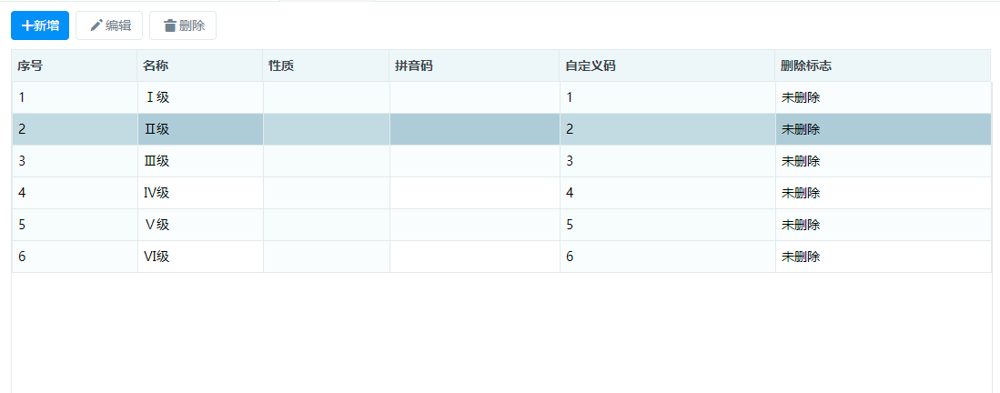 新增 编辑 删除
序号 名称 性质 拼音码 自定义码 删除标志
1 Ⅰ级 1 未删除
2 Ⅱ级 2 未删除
3 Ⅲ级 3 未删除
4 Ⅳ级 4 未删除
5 Ⅴ级 5 未删除
6 Ⅵ级 6 未删除